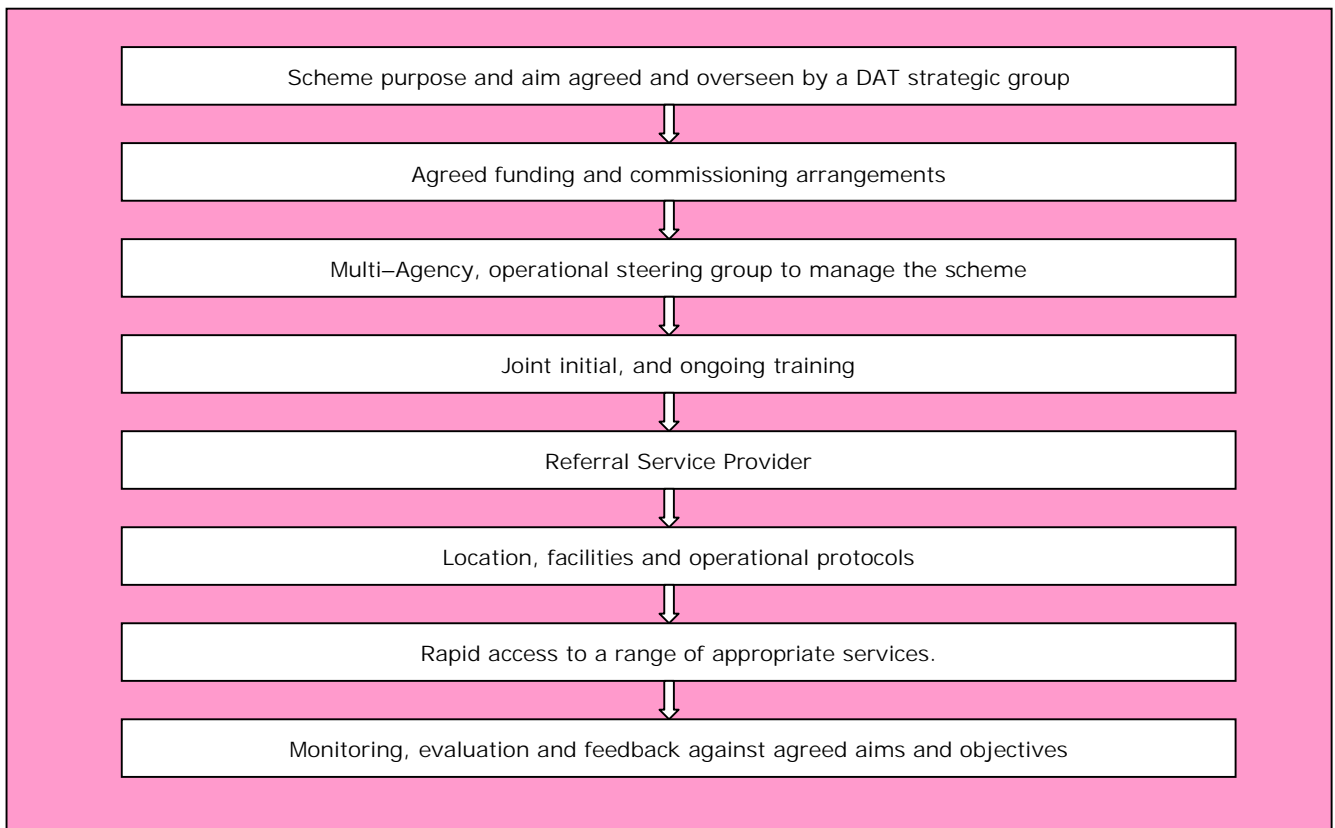 Scheme purpose and aim agreed and overseen by a DAT strategic group
Agreed funding and commissioning arrangements
Multi–Agency, operational steering group to manage the scheme
Joint initial, and ongoing training
Referral Service Provider
Location, facilities and operational protocols
Rapid access to a range of appropriate services.
Monitoring, evaluation and feedback against agreed aims and objectives